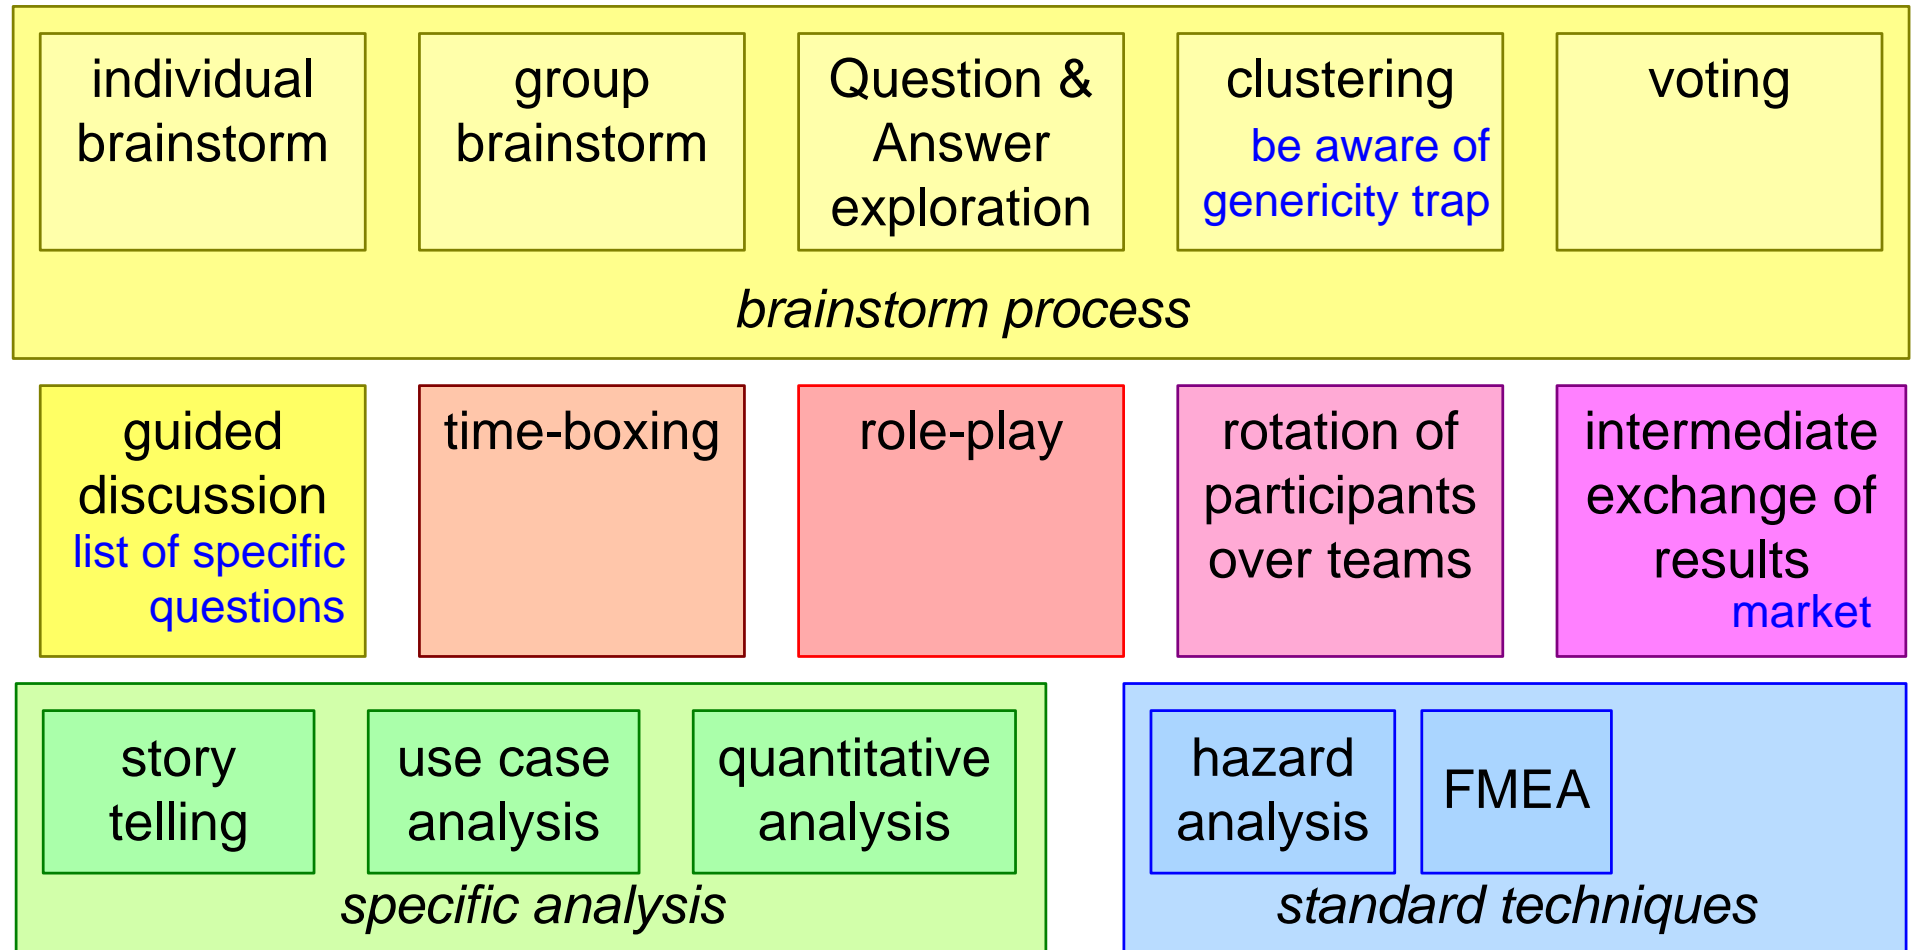 individual
brainstorm
group
brainstorm
Question &
Answer
exploration
clustering
be aware of
genericity trap
voting
brainstorm process
guided
discussion
list of specific
questions
time-boxing
role-play
rotation of
participants
over teams
intermediate
exchange of
results
market
story
telling
use case
analysis
quantitative
analysis
specific analysis
hazard
analysis
FMEA
standard techniques